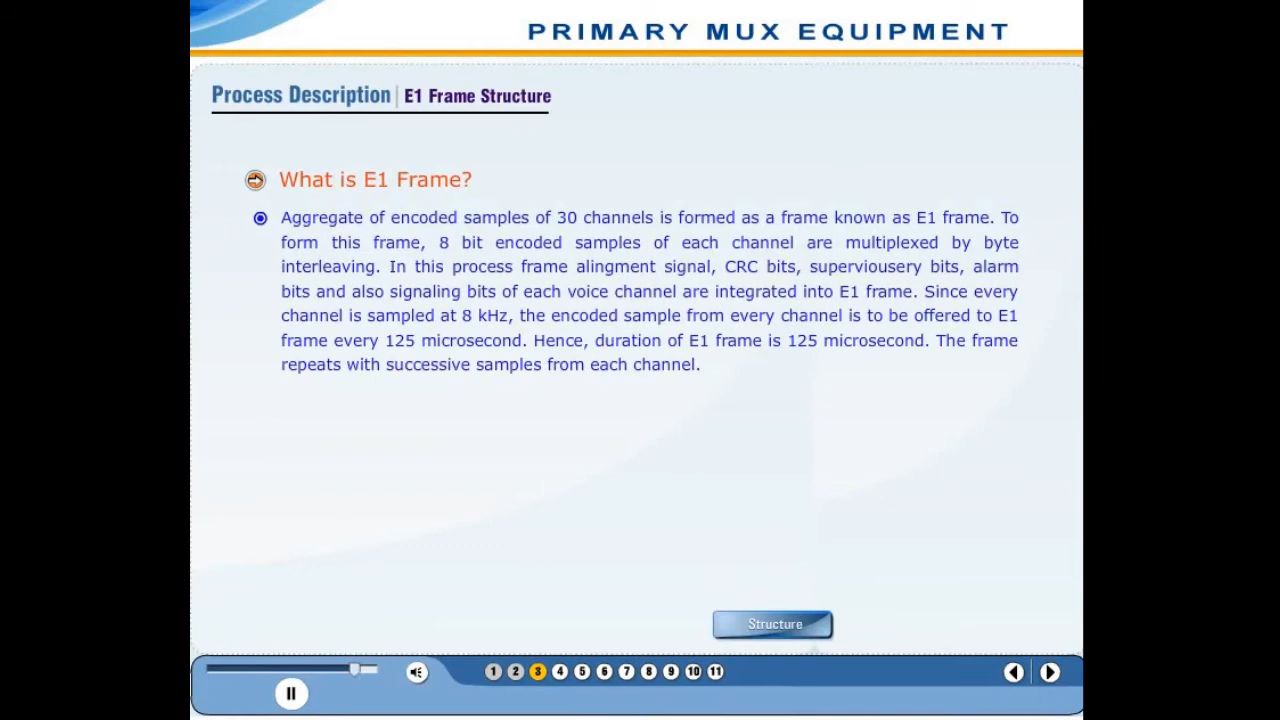 PRIMARY MUX EQUIPMENT
Process Description | E1 Frame Structure
What is E1 Frame?
Aggregate of encoded samples of 30 channels is formed as a frame known as E1 frame. To
form this frame, 8 bit encoded samples of each channel are multiplexed by byte
interleaving. In this process frame alingment signal, CRC bits, superviousery bits, alarm
bits and also signaling bits of each voice channel are integrated into E1 frame. Since every
channel is sampled at 8 kHz, the encoded sample from every channel is to be offered to E1
frame every 125 microsecond. Hence, duration of E1 frame is 125 microsecond. The frame
repeats with successive samples from each channel.
Structure
1 2 3 4 5 6 7 8 9 10 11